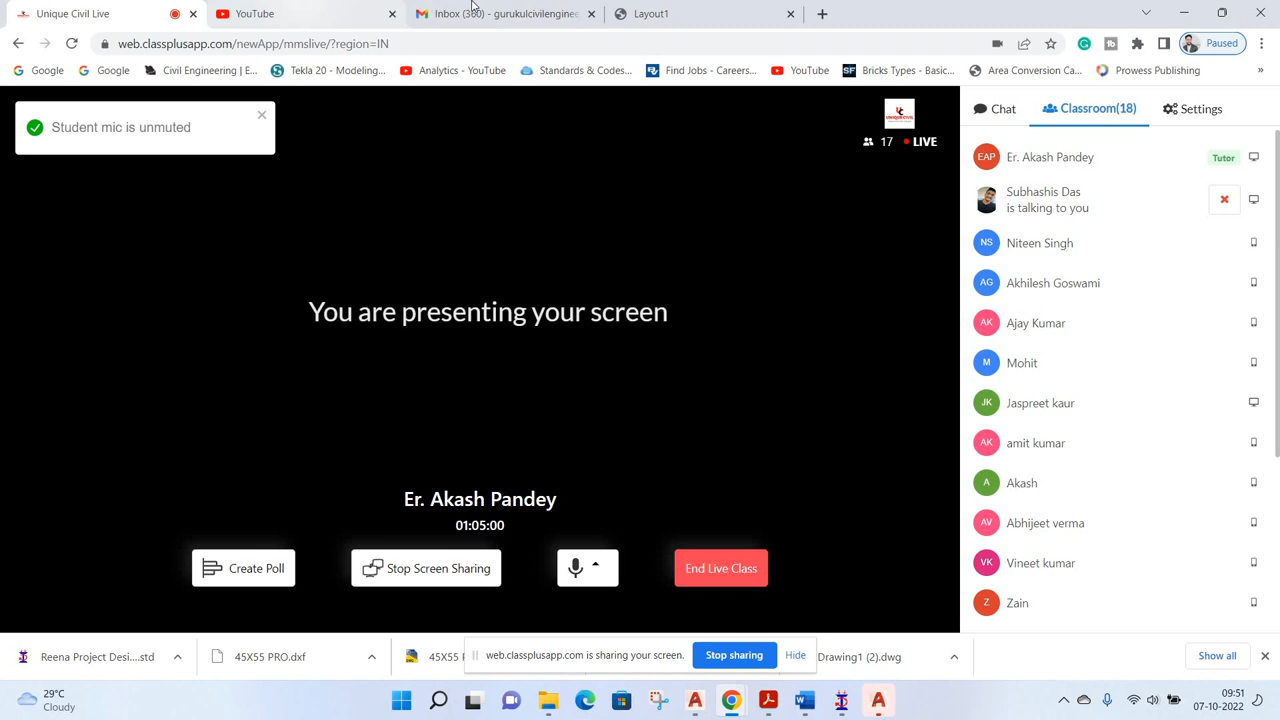 Unique Civil Live
YouTube
Inbox (360) - gurukulcivilenginee
Layout1
web.classplusapp.com/newApp/mmslive/?region=IN
Paused
Google
Google
Civil Engineering | E...
Tekla 20 - Modeling...
Analytics - YouTube
Standards & Codes...
Find Jobs - Careers...
YouTube
Bricks Types - Basic...
Area Conversion Ca...
Prowess Publishing
»
Student mic is unmuted
UNIQUE CIVIL
17
LIVE
You are presenting your screen
Er. Akash Pandey
01:05:00
Create Poll
Stop Screen Sharing
End Live Class
Chat
Classroom(18)
Settings
EAP
Er. Akash Pandey
Tutor
Subhashis Das
is talking to you
NS
Niteen Singh
AG
Akhilesh Goswami
AK
Ajay Kumar
M
Mohit
JK
Jaspreet kaur
AK
amit kumar
A
Akash
AV
Abhijeet verma
VK
Vineet kumar
Z
Zain
Reena Project Desi....std
45X55 PRO.dxf
45X55 P
web.classplusapp.com is sharing your screen.
Stop sharing
Hide
Drawing1 (2).dwg
Show all
29°C
Cloudy
09:51
07-10-2022